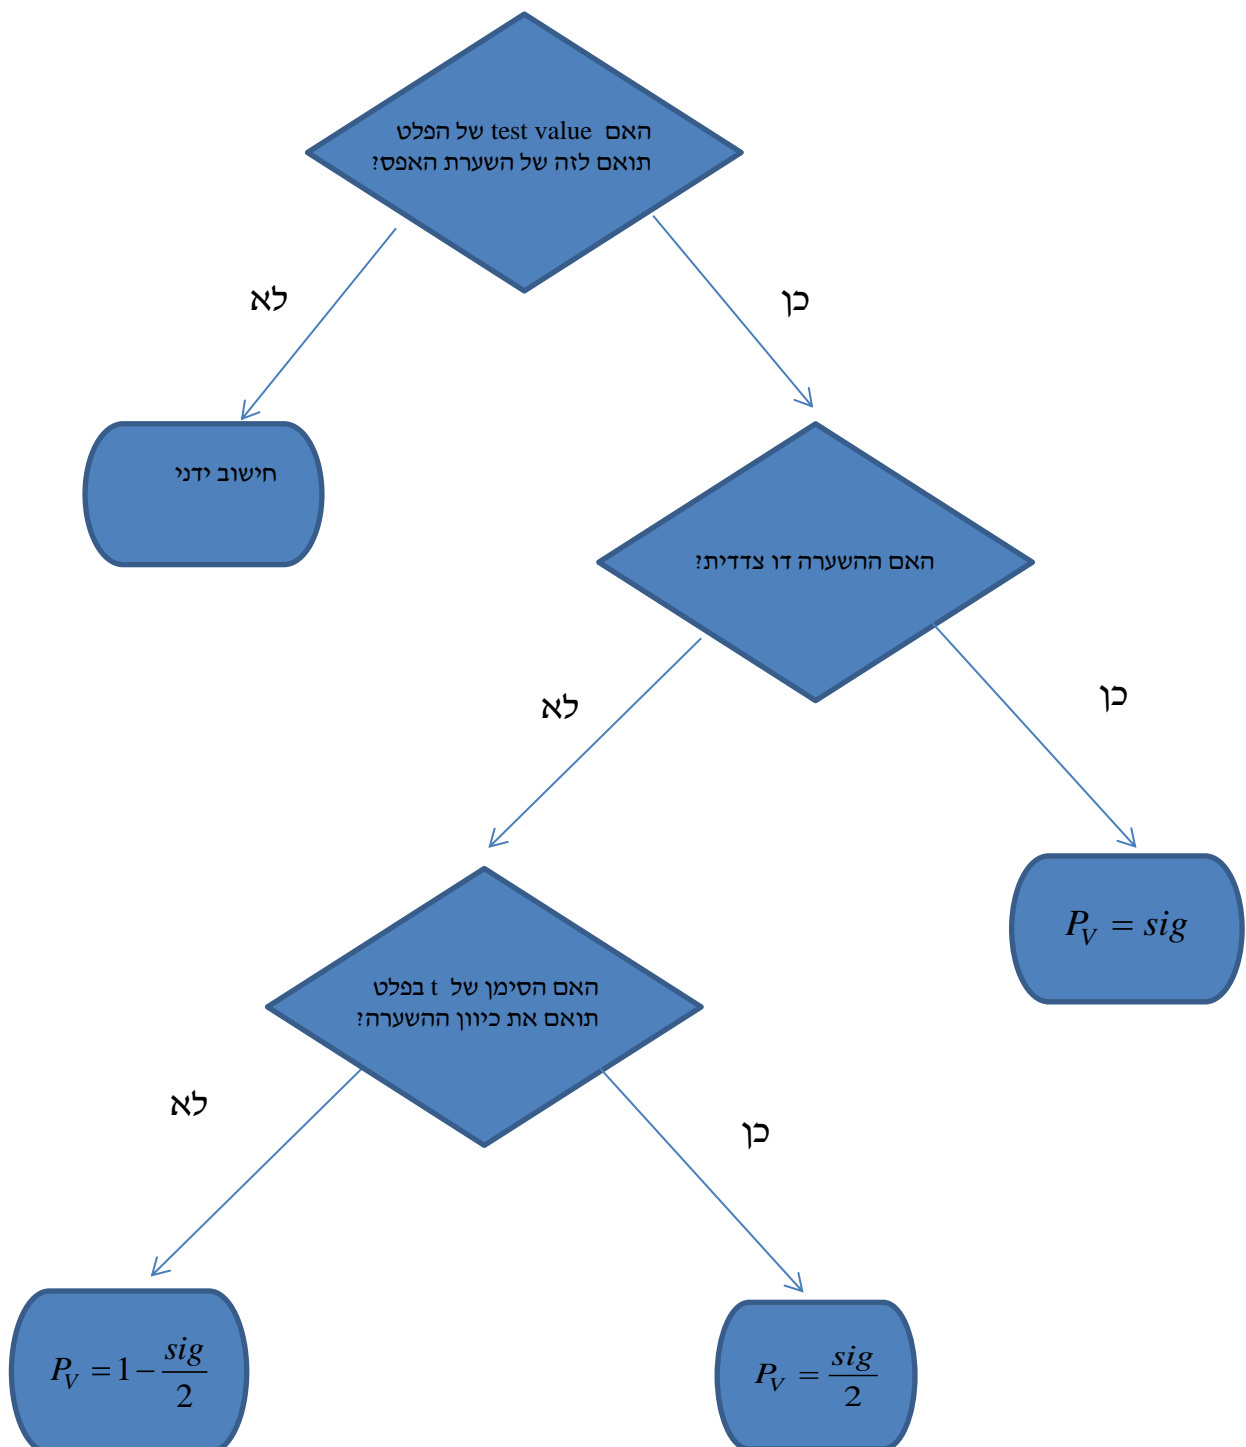 האם test value של הפלט
תואם לזה של השערת האפס?
לא
כן
חישוב ידני
האם ההשערה דו צדדית?
לא
כן
P_V = sig
האם הסימן של t בפלט
תואם את כיוון ההשערה?
לא
כן
P_V = 1 − sig/2
P_V = sig/2